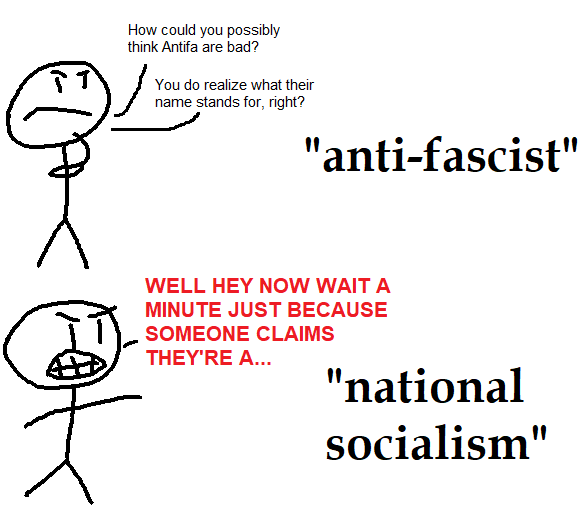 How could you possibly
think Antifa are bad?
You do realize what their
name stands for, right?
"anti-fascist"
WELL HEY NOW WAIT A
MINUTE JUST BECAUSE
SOMEONE CLAIMS
THEY'RE A...
"national
socialism"